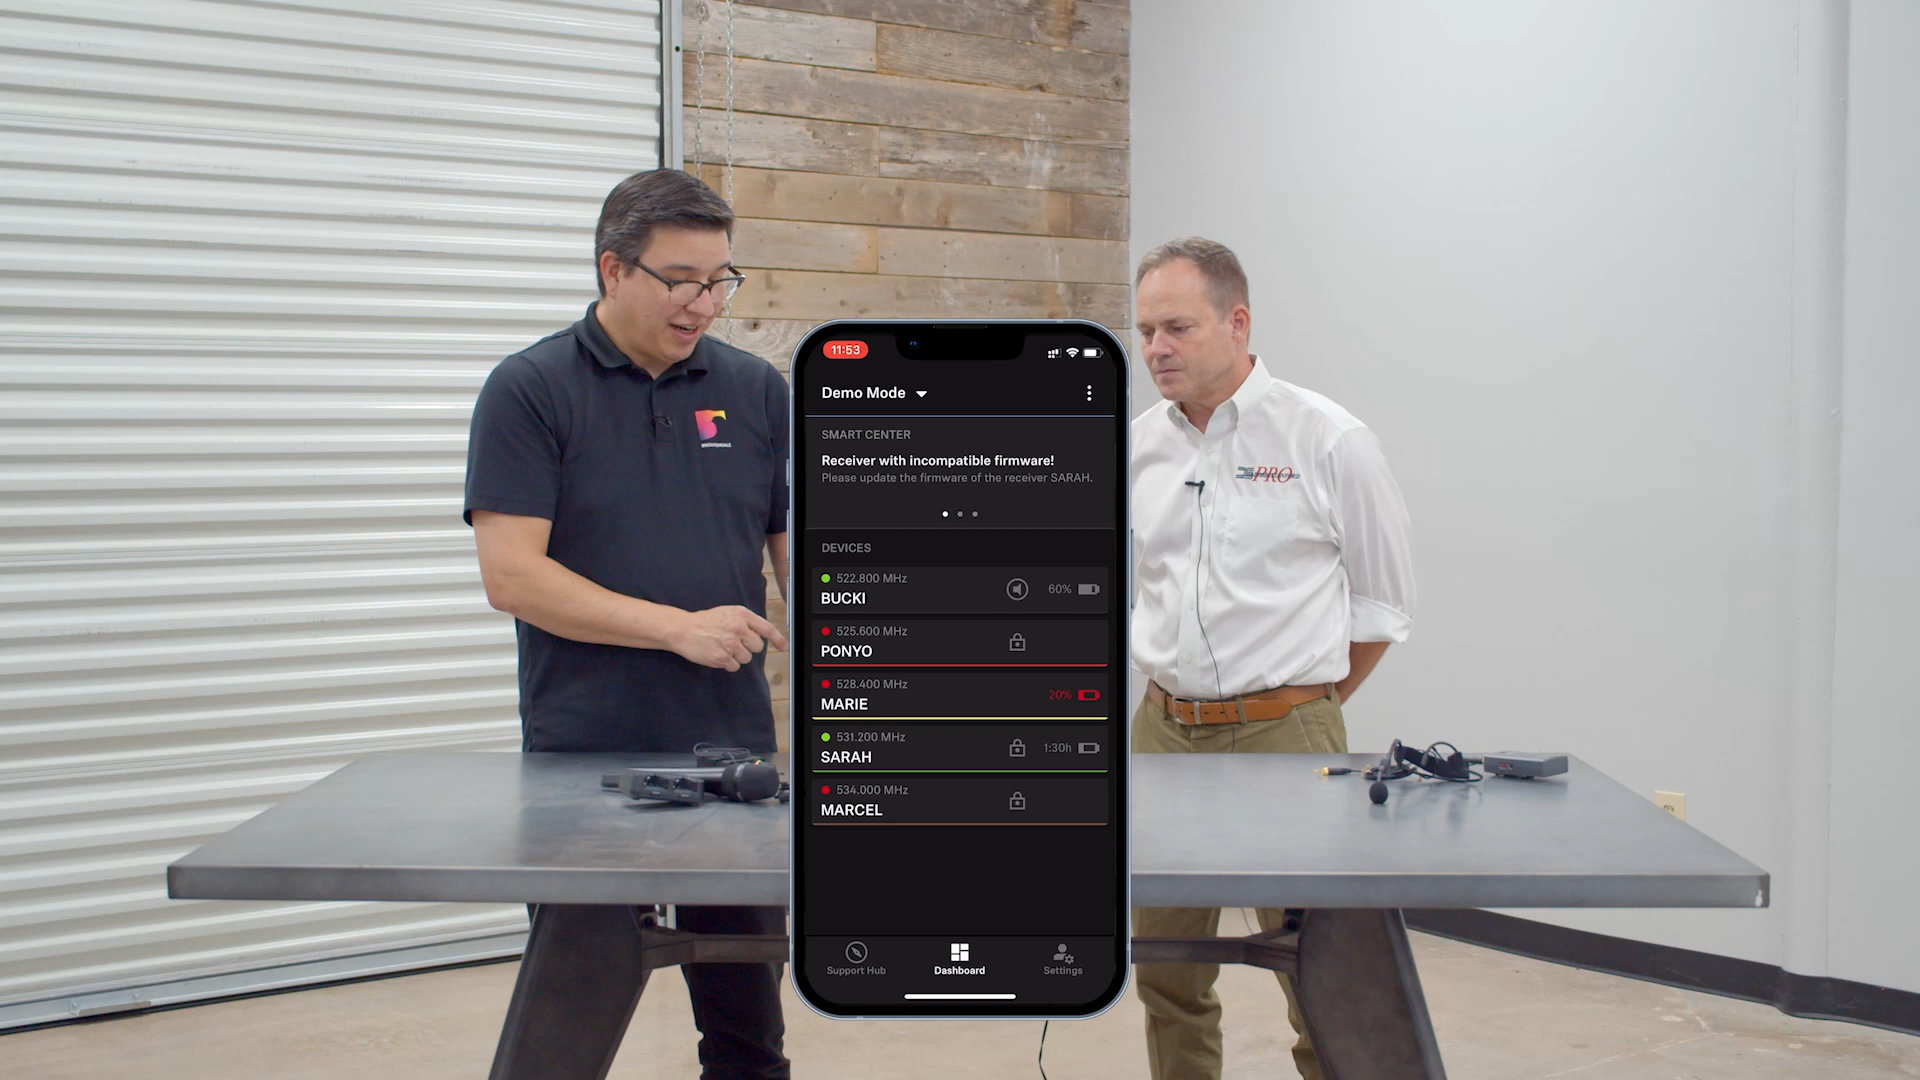 11:53
Demo Mode
SMART CENTER
Receiver with incompatible firmware!
Please update the firmware of the receiver SARAH.
DEVICES
522.800 MHz
BUCKI
60%
525.600 MHz
PONYO
528.400 MHz
MARIE
20%
531.200 MHz
SARAH
1:30h
534.000 MHz
MARCEL
Support Hub
Dashboard
Settings
PRO